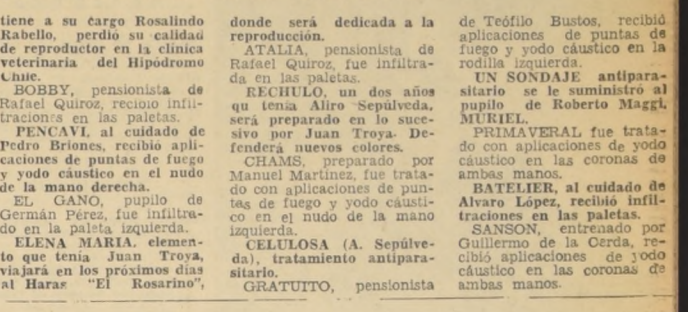 tiene a su cargo Rosalindo
Rabello, perdió su calidad
de reproductor en la clínica
veterinaria del Hipódromo
Chile.
BOBBY, pensionista de
Rafael Quiroz, recibió infil-
traciones en las paletas.
PENCAVI, al cuidado de
Pedro Briones, recibió apli-
caciones de puntas de fuego
y yodo cáustico en el nudo
de la mano derecha.
EL GANO, pupilo de
Germán Pérez, fue infiltra-
do en la paleta izquierda.
ELENA MARIA, elemen-
to que tenía Juan Troya,
viajará en los próximos días
al Haras "El Rosarino",
donde será dedicada a la
reproducción.
ATALIA, pensionista de
Rafael Quiroz, fue infiltra-
da en las paletas.
RECHULO, un dos años
qu tenía Aliro Sepúlveda,
será preparado en lo suce-
sivo por Juan Troya. De-
fenderá nuevos colores.
CHAMS, preparado por
Manuel Martínez, fue trata-
do con aplicaciones de pun-
tas de fuego y yodo cáusti-
co en el nudo de la mano
izquierda.
CELULOSA (A. Sepúlve-
da), tratamiento antipara-
sitario.
GRATUITO, pensionista
de Teófilo Bustos, recibió
aplicaciones de puntas de
fuego y yodo cáustico en la
rodilla izquierda.
UN SONDAJE antipara-
sitario se le suministró al
pupilo de Roberto Maggi,
MURIEL.
PRIMAVERAL fue trata-
do con aplicaciones de yodo
cáustico en las coronas de
ambas manos.
BATELIER, al cuidado de
Alvaro López, recibió infil-
traciones en las paletas.
SANSON, entrenado por
Guillermo de la Cerda, re-
cibió aplicaciones de yodo
cáustico en las coronas de
ambas manos.